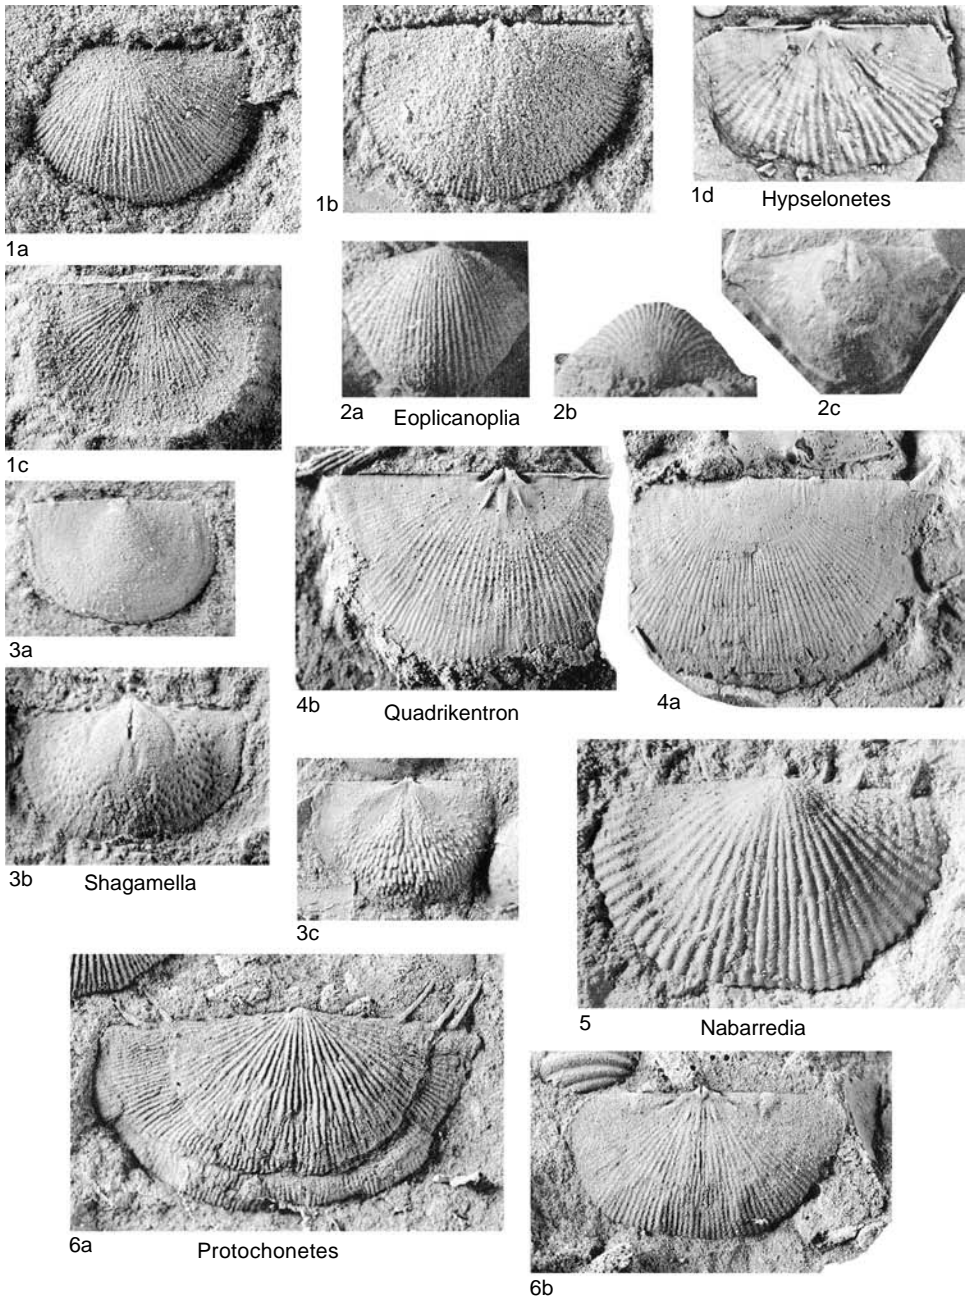 1a
1b
1d
Hypselonetes
1c
2a
Eoplicanoplia
2b
2c
3a
4b
Quadrikentron
4a
3b
Shagamella
3c
5
Nabarredia
6a
Protochonetes
6b